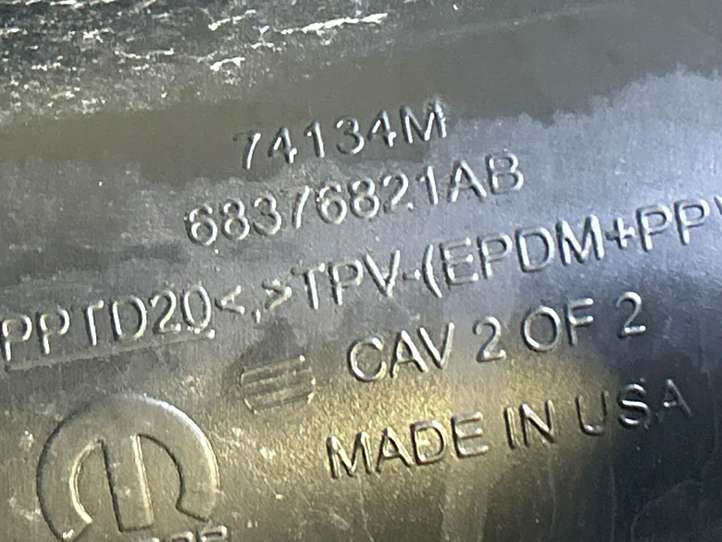 74134M
68376821AB
PPTD20<,>TPV-(EPDM+PP
CAV 2 OF 2
MADE IN USA